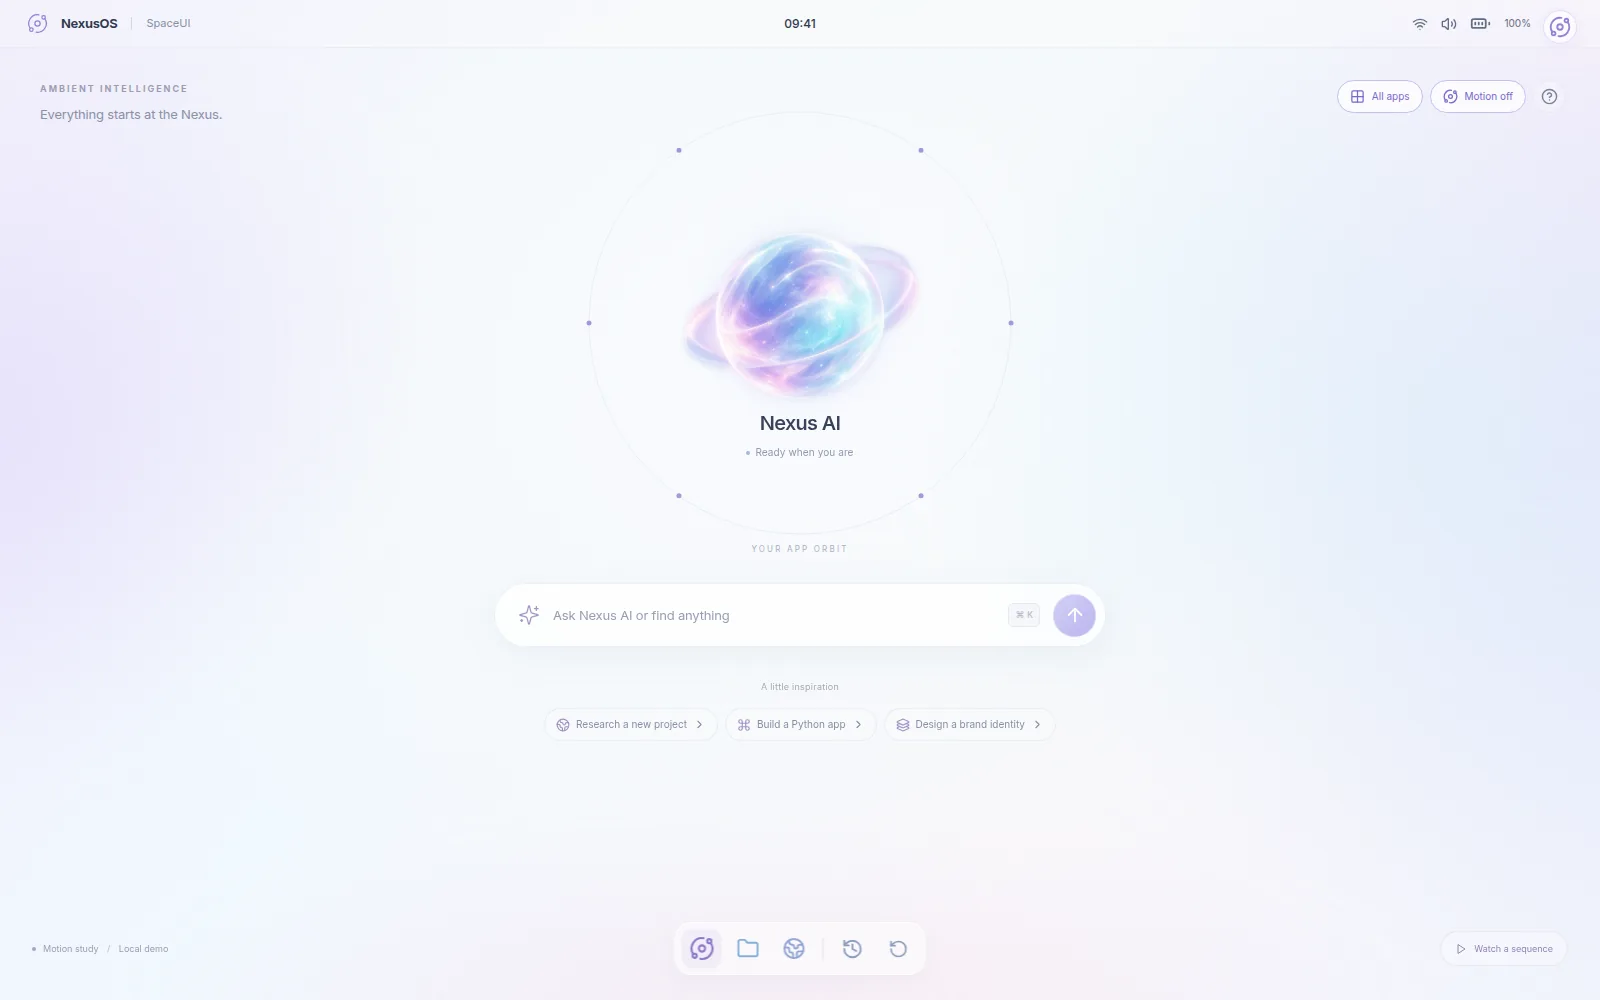 NexusOS
SpaceUI
09:41
100%
AMBIENT INTELLIGENCE
Everything starts at the Nexus.
All apps
Motion off
Nexus AI
Ready when you are
YOUR APP ORBIT
Ask Nexus AI or find anything
⌘ K
A little inspiration
Research a new project
Build a Python app
Design a brand identity
Motion study / Local demo
Watch a sequence